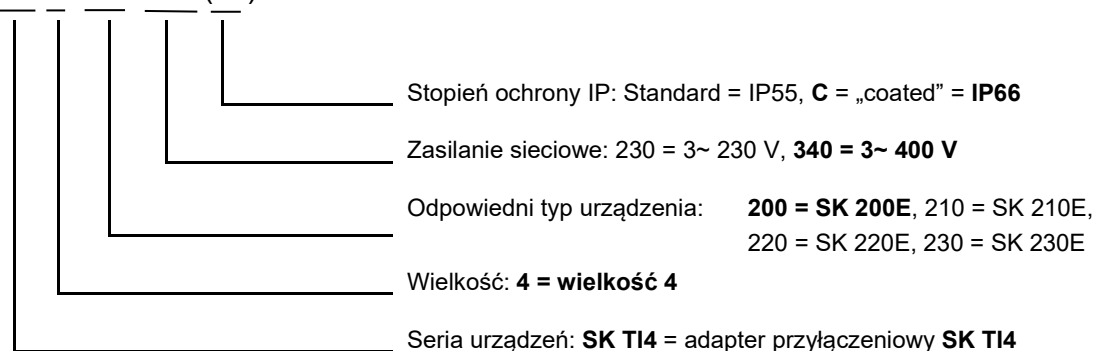 Stopień ochrony IP: Standard = IP55, C = „coated” = IP66
Zasilanie sieciowe: 230 = 3~ 230 V, 340 = 3~ 400 V
Odpowiedni typ urządzenia: 200 = SK 200E, 210 = SK 210E,
220 = SK 220E, 230 = SK 230E
Wielkość: 4 = wielkość 4
Seria urządzeń: SK TI4 = adapter przyłączeniowy SK TI4